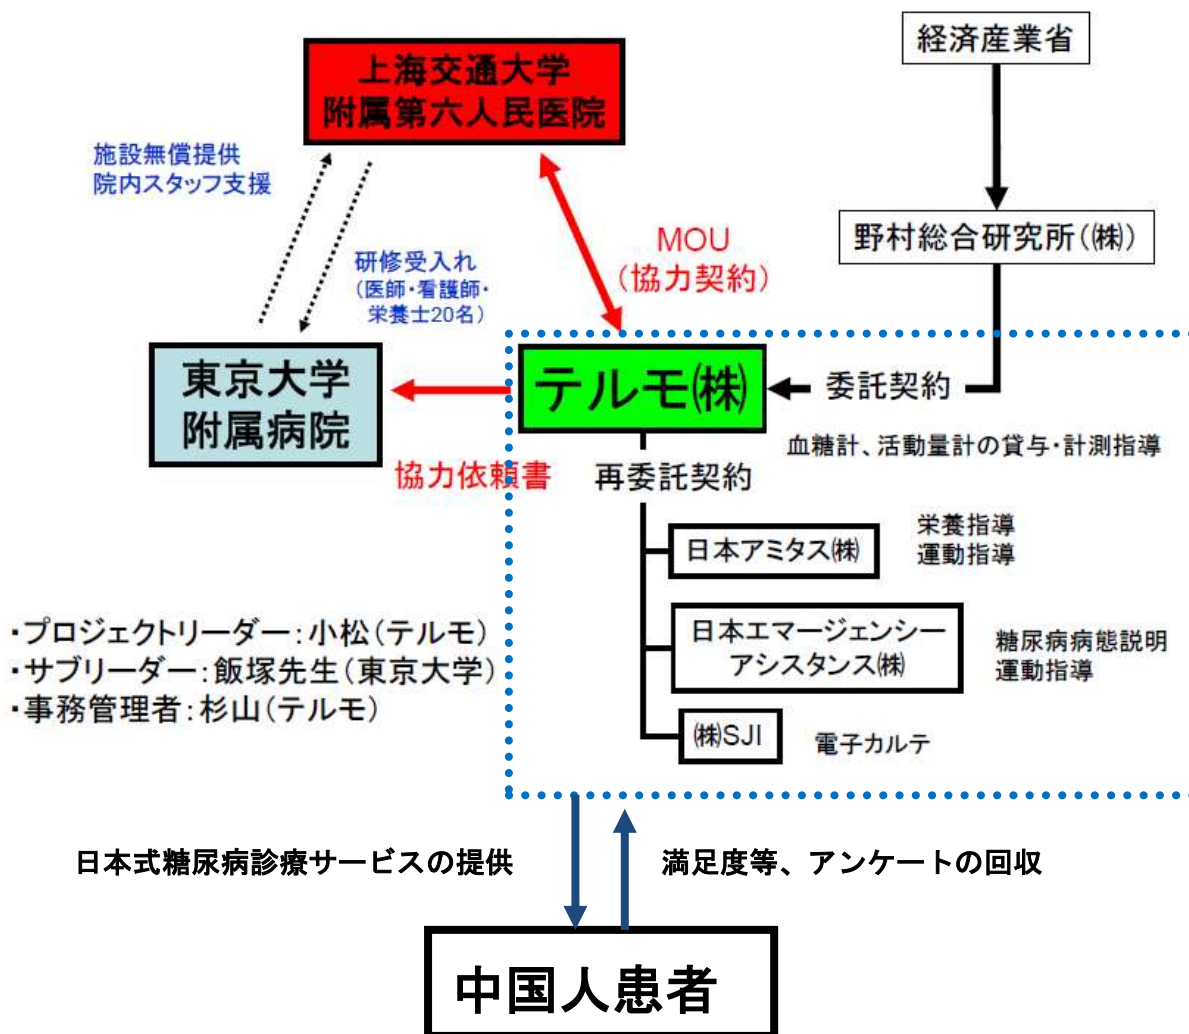 経済産業省
上海交通大学
附属第六人民医院
施設無償提供
院内スタッフ支援
野村総合研究所(株)
MOU
(協力契約)
研修受入れ
(医師・看護師・
栄養士20名)
東京大学
附属病院
テルモ㈱
委託契約
血糖計、活動量計の貸与・計測指導
協力依頼書
再委託契約
日本アミタス㈱
栄養指導
運動指導
・プロジェクトリーダー:小松(テルモ)
・サブリーダー:飯塚先生(東京大学)
・事務管理者:杉山(テルモ)
日本エマージェンシー
アシスタンス㈱
糖尿病病態説明
運動指導
㈱SJI
電子カルテ
日本式糖尿病診療サービスの提供
満足度等、アンケートの回収
中国人患者